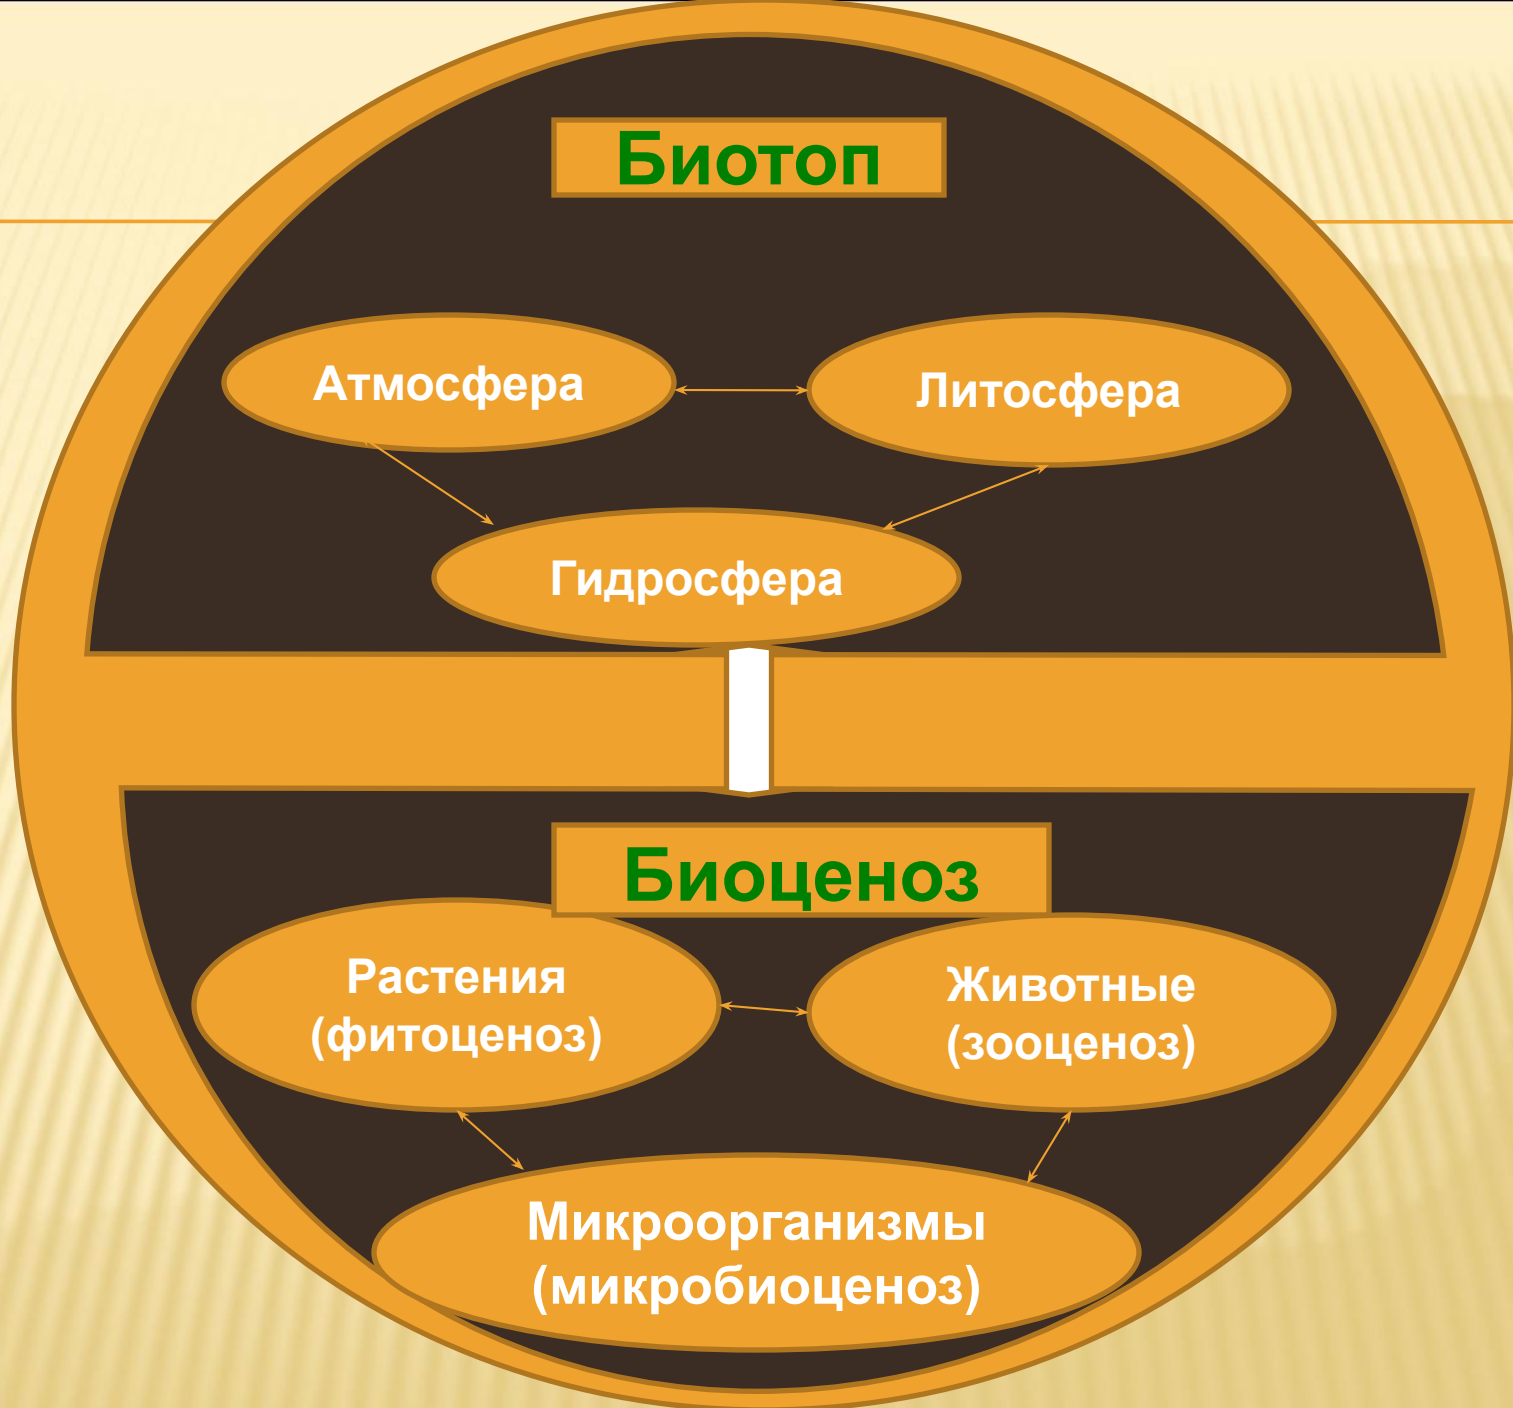 Биотоп
Атмосфера
Литосфера
Гидросфера
Биоценоз
Растения
(фитоценоз)
Животные
(зооценоз)
Микроорганизмы
(микробиоценоз)